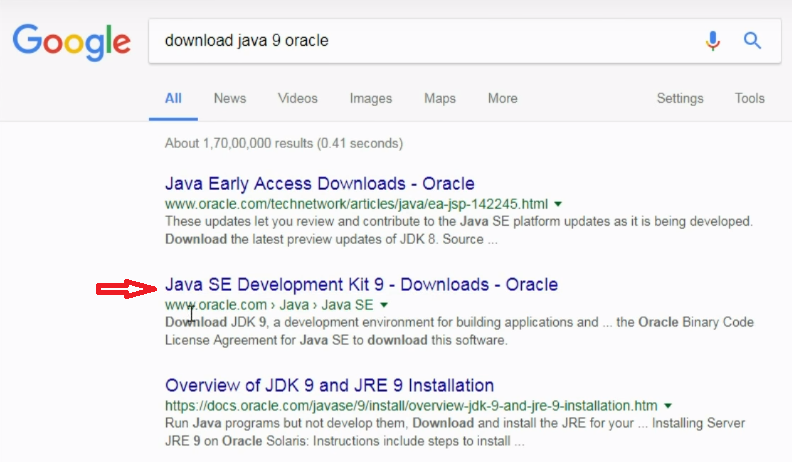 Google
download java 9 oracle
All News Videos Images Maps More Settings Tools
About 1,70,00,000 results (0.41 seconds)
Java Early Access Downloads - Oracle
www.oracle.com/technetwork/articles/java/ea-jsp-142245.html
These updates let you review and contribute to the Java SE platform updates as it is being developed.
Download the latest preview updates of JDK 8. Source ...
Java SE Development Kit 9 - Downloads - Oracle
www.oracle.com › Java › Java SE
Download JDK 9, a development environment for building applications and ... the Oracle Binary Code
License Agreement for Java SE to download this software.
Overview of JDK 9 and JRE 9 Installation
https://docs.oracle.com/javase/9/install/overview-jdk-9-and-jre-9-installation.htm
Run Java programs but not develop them, Download and install the JRE for your ... Installing Server
JRE 9 on Oracle Solaris: Instructions include steps to install ...